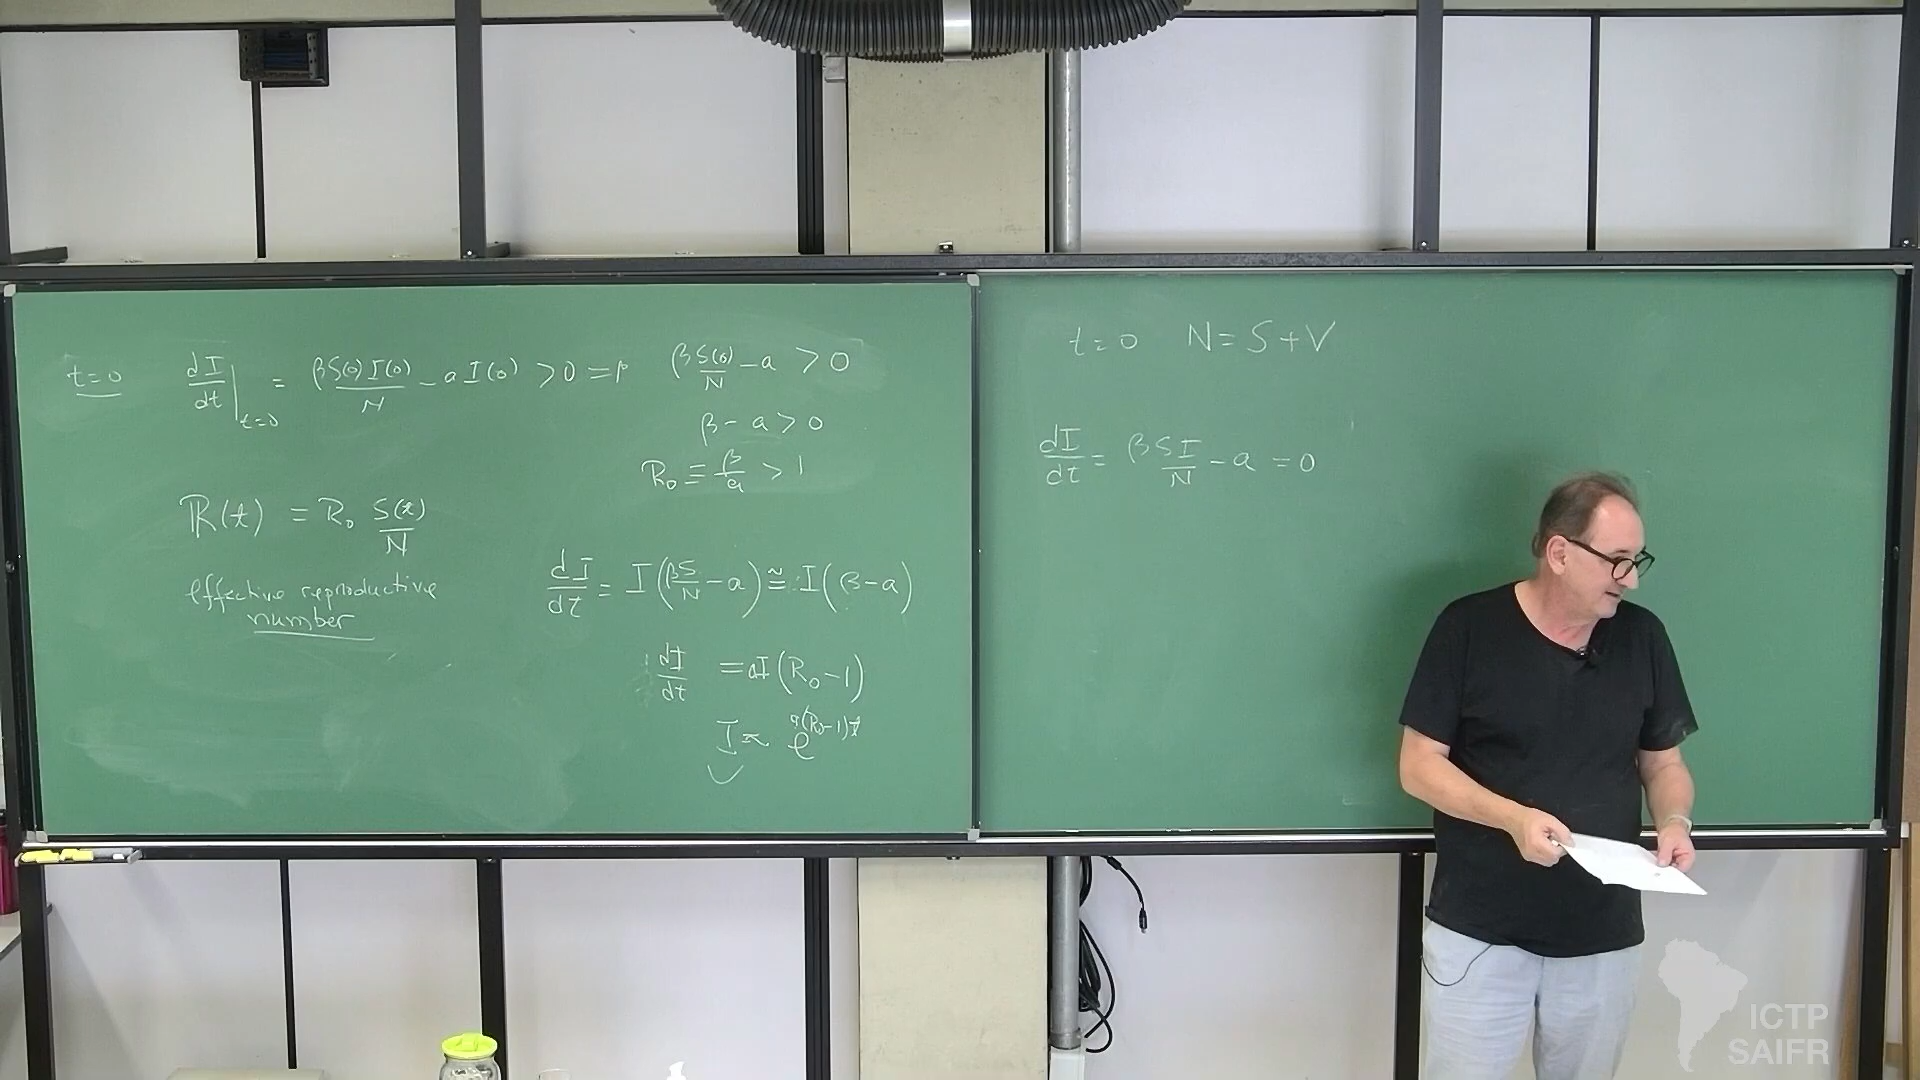 t=0 dI/dt|t=0 = βS(0)I(0)/N - aI(0) > 0 ⇒ βS(0)/N - a > 0
β - a > 0
R₀ ≡ β/a > 1
R(t) = R₀ S(t)/N
effective reproductive
number
dI/dt = I(βS/N - a) ≅ I(β-a)
dI/dt = aI(R₀-1)
I ≈ e^(a(R₀-1)t)
t=0 N=S+V
dI/dt = βSI/N - a = 0
ICTP
SAIFR